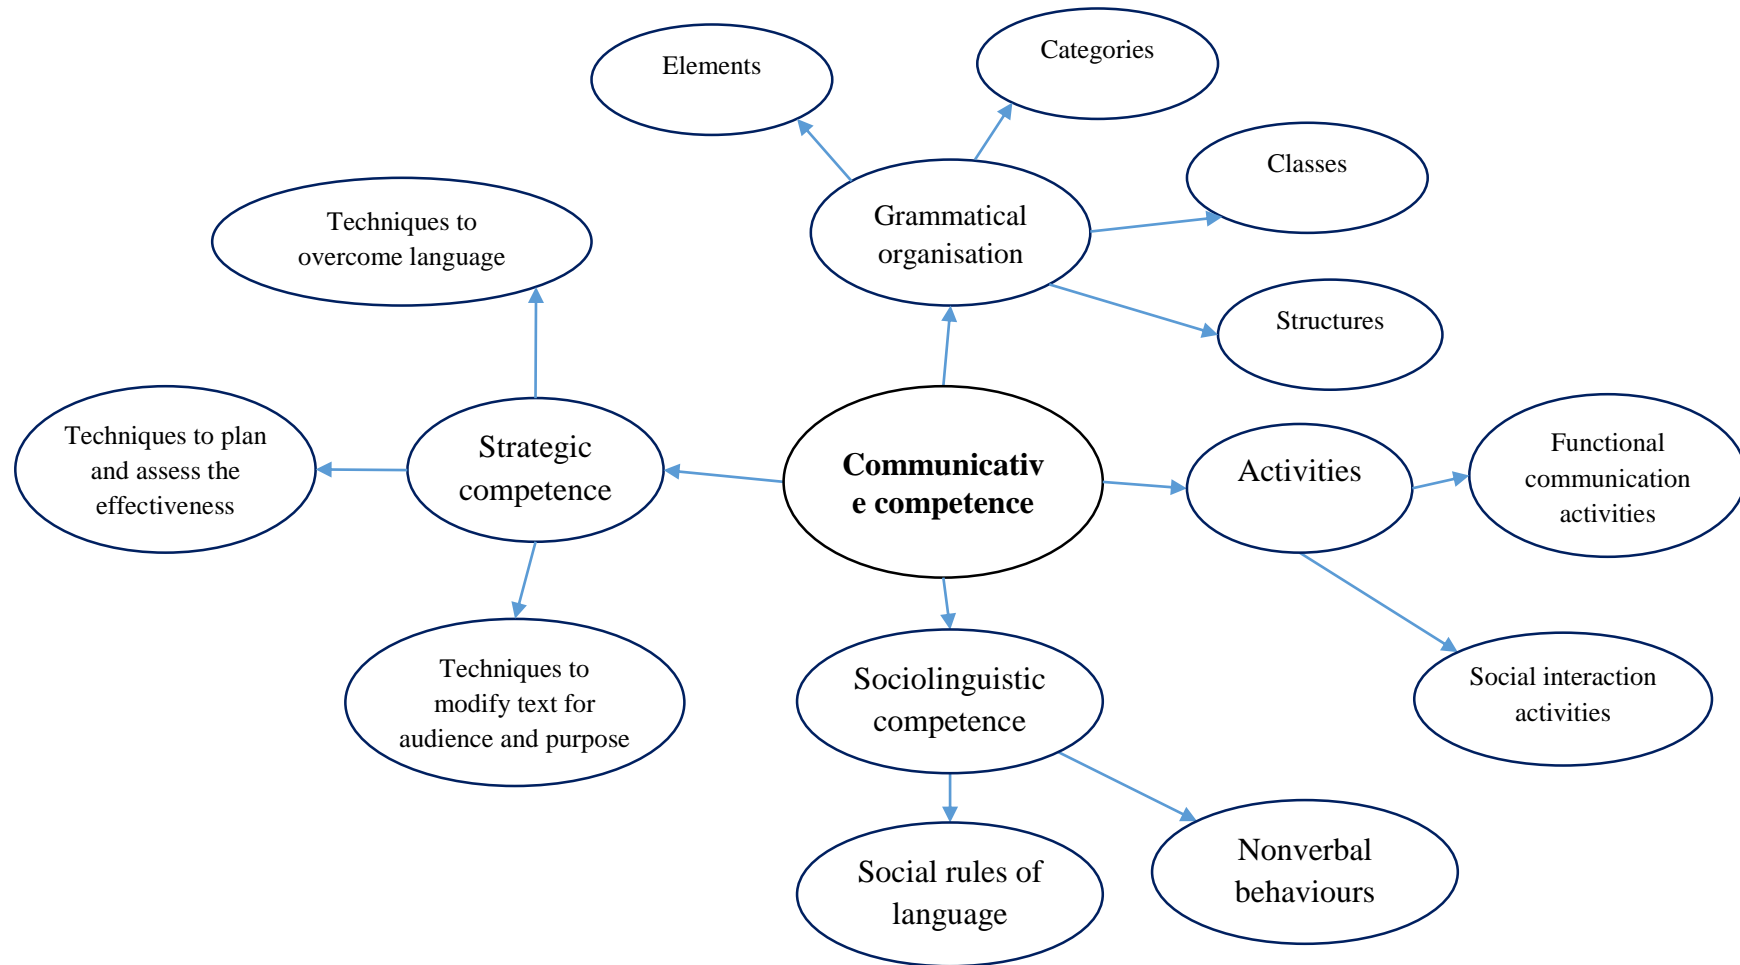 Elements
Categories
Classes
Structures
Grammatical
organisation
Techniques to
overcome language
Techniques to plan
and assess the
effectiveness
Strategic
competence
Communicativ
e competence
Activities
Functional
communication
activities
Techniques to
modify text for
audience and purpose
Sociolinguistic
competence
Social interaction
activities
Social rules of
language
Nonverbal
behaviours